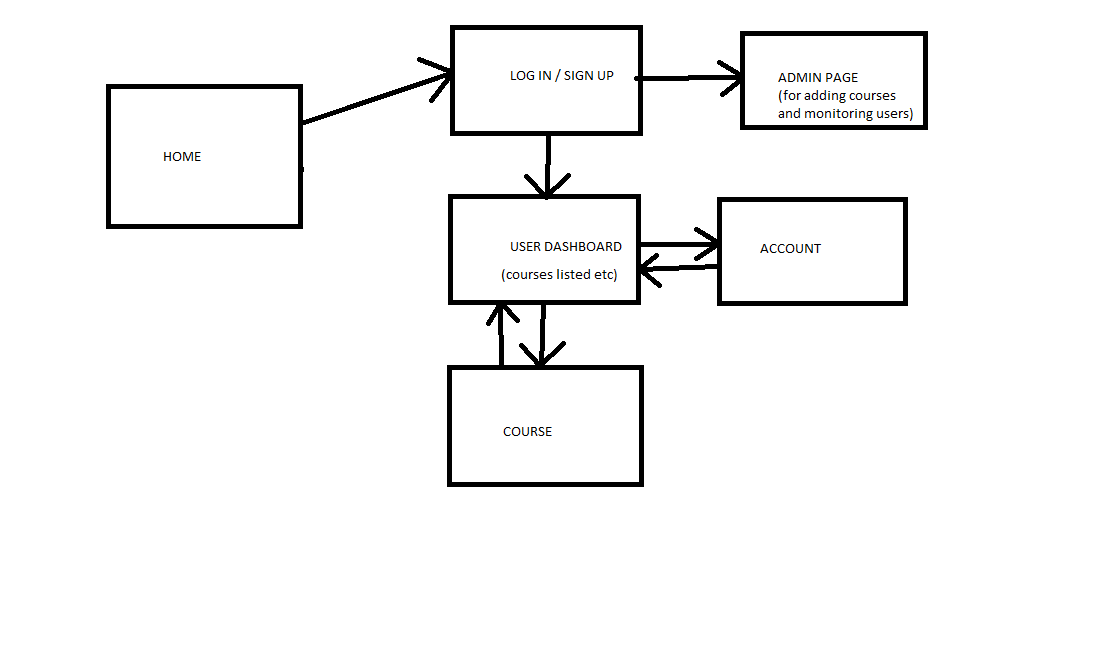 HOME
LOG IN / SIGN UP
ADMIN PAGE
(for adding courses
and monitoring users)
USER DASHBOARD
(courses listed etc)
ACCOUNT
COURSE